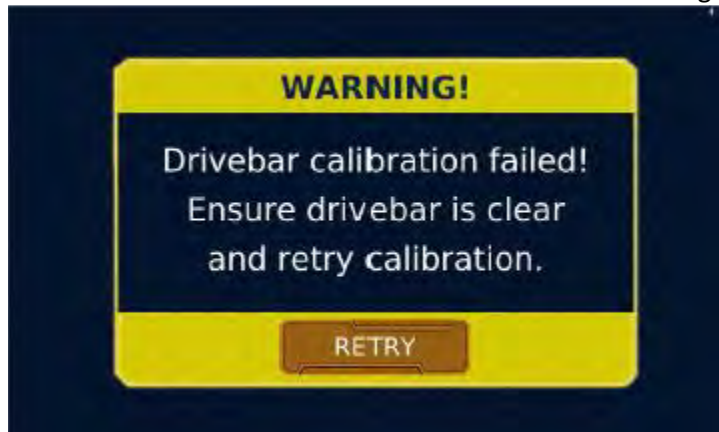 WARNING!
Drivebar calibration failed!
Ensure drivebar is clear
and retry calibration.
RETRY